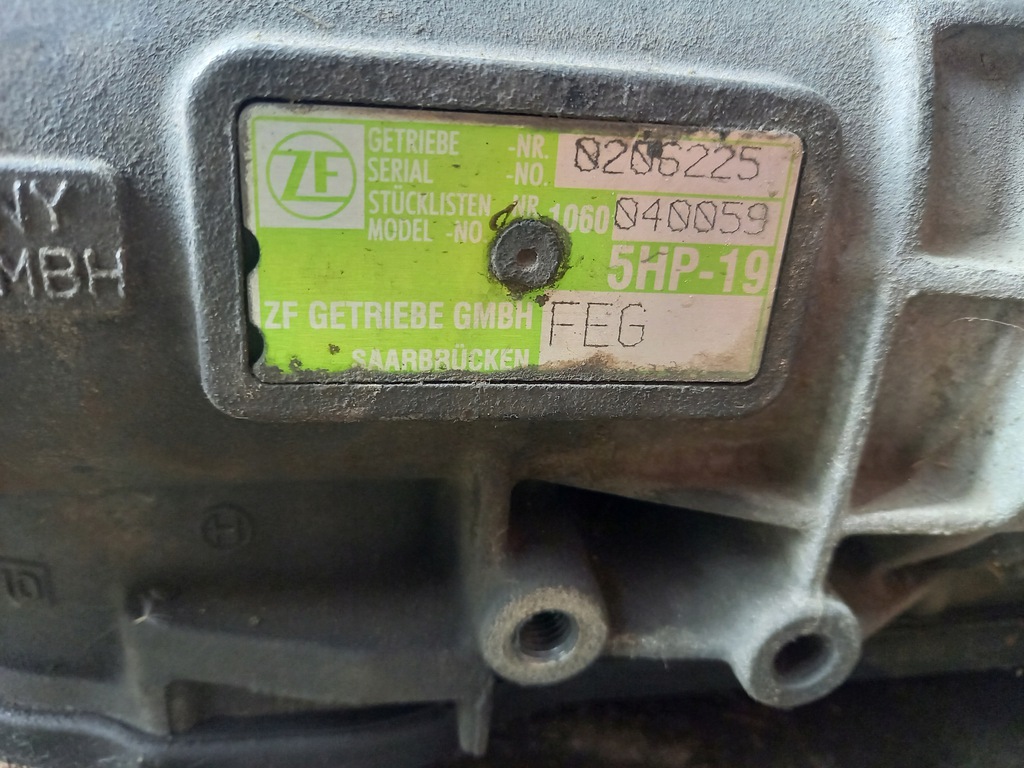 ZF
GETRIEBE -NR. 0206225
SERIAL -NO.
STÜCKLISTEN -NR. 1060 040059
MODEL -NO
5HP-19
ZF GETRIEBE GMBH FEG
SAARBRÜCKEN
NY
MBH
H
10